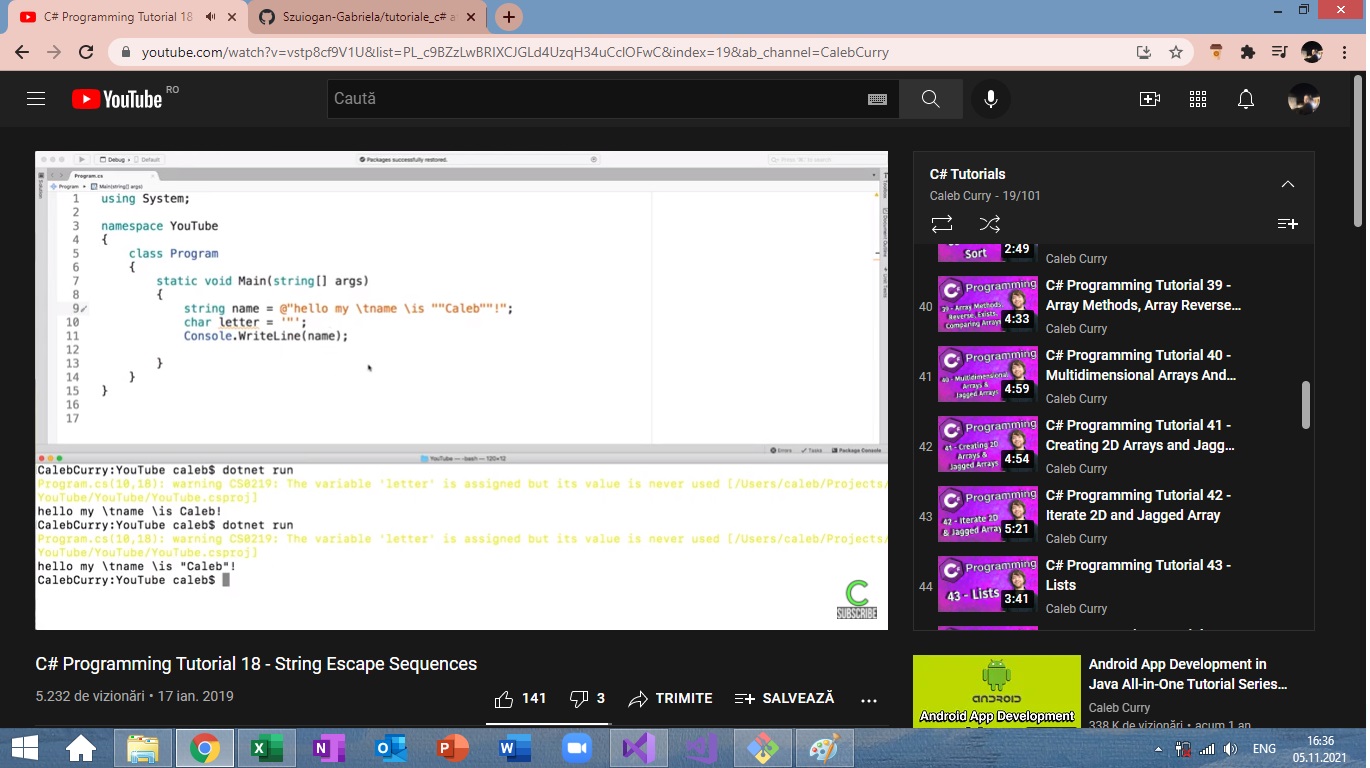 C# Programming Tutorial 18
Szuiogan-Gabriela/tutoriale_c# a
youtube.com/watch?v=vstp8cf9V1U&list=PL_c9BZzLwBRIXCJGLd4UzqH34uCclOFwC&index=19&ab_channel=CalebCurry
YouTube RO
Caută
Debug
Default
Packages successfully restored.
Program.cs
Program
Main(string[] args)
1 using System;
2
3 namespace YouTube
4 {
5 class Program
6 {
7 static void Main(string[] args)
8 {
9 string name = @"hello my \tname \is ""Caleb""!";
10 char letter = '"';
11 Console.WriteLine(name);
12
13 }
14 }
15 }
16
17
Errors Tasks Package Console
YouTube — -bash — 120×12
CalebCurry:YouTube caleb$ dotnet run
Program.cs(10,18): warning CS0219: The variable 'letter' is assigned but its value is never used [/Users/caleb/Projects/
YouTube/YouTube/YouTube.csproj]
hello my \tname \is Caleb!
CalebCurry:YouTube caleb$ dotnet run
Program.cs(10,18): warning CS0219: The variable 'letter' is assigned but its value is never used [/Users/caleb/Projects/
YouTube/YouTube/YouTube.csproj]
hello my \tname \is "Caleb"!
CalebCurry:YouTube caleb$
C
SUBSCRIBE
C# Programming Tutorial 18 - String Escape Sequences
5.232 de vizionări • 17 ian. 2019
141
3
TRIMITE
SALVEAZĂ
C# Tutorials
Caleb Curry - 19/101
Sort
2:49
Caleb Curry
40
C Programming
39 - Array Methods,
Reverse, Exists-
Comparing Arrays
4:33
C# Programming Tutorial 39 -
Array Methods, Array Reverse...
Caleb Curry
41
C Programming
40 - Multidimensional
Arrays &
Jagged Arrays
4:59
C# Programming Tutorial 40 -
Multidimensional Arrays And...
Caleb Curry
42
C Programming
41 - Creating 2D
Arrays &
Jagged Arrays
4:54
C# Programming Tutorial 41 -
Creating 2D Arrays and Jagg...
Caleb Curry
43
C Programming
42 - Iterate 2D
& Jagged Array
5:21
C# Programming Tutorial 42 -
Iterate 2D and Jagged Array
Caleb Curry
44
C Programming
43 - Lists
3:41
C# Programming Tutorial 43 -
Lists
Caleb Curry
ANDROID
Android App Development
Android App Development in
Java All-in-One Tutorial Series...
Caleb Curry
338 K de vizionări • acum 1 an
ENG
16:36
05.11.2021